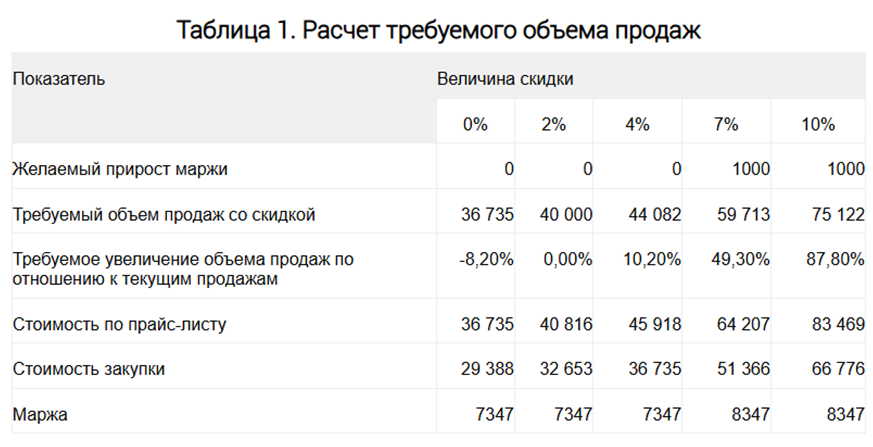 Таблица 1. Расчет требуемого объема продаж
Показатель Величина скидки
0% 2% 4% 7% 10%
Желаемый прирост маржи 0 0 0 1000 1000
Требуемый объем продаж со скидкой 36 735 40 000 44 082 59 713 75 122
Требуемое увеличение объема продаж по -8,20% 0,00% 10,20% 49,30% 87,80%
отношению к текущим продажам
Стоимость по прайс-листу 36 735 40 816 45 918 64 207 83 469
Стоимость закупки 29 388 32 653 36 735 51 366 66 776
Маржа 7347 7347 7347 8347 8347